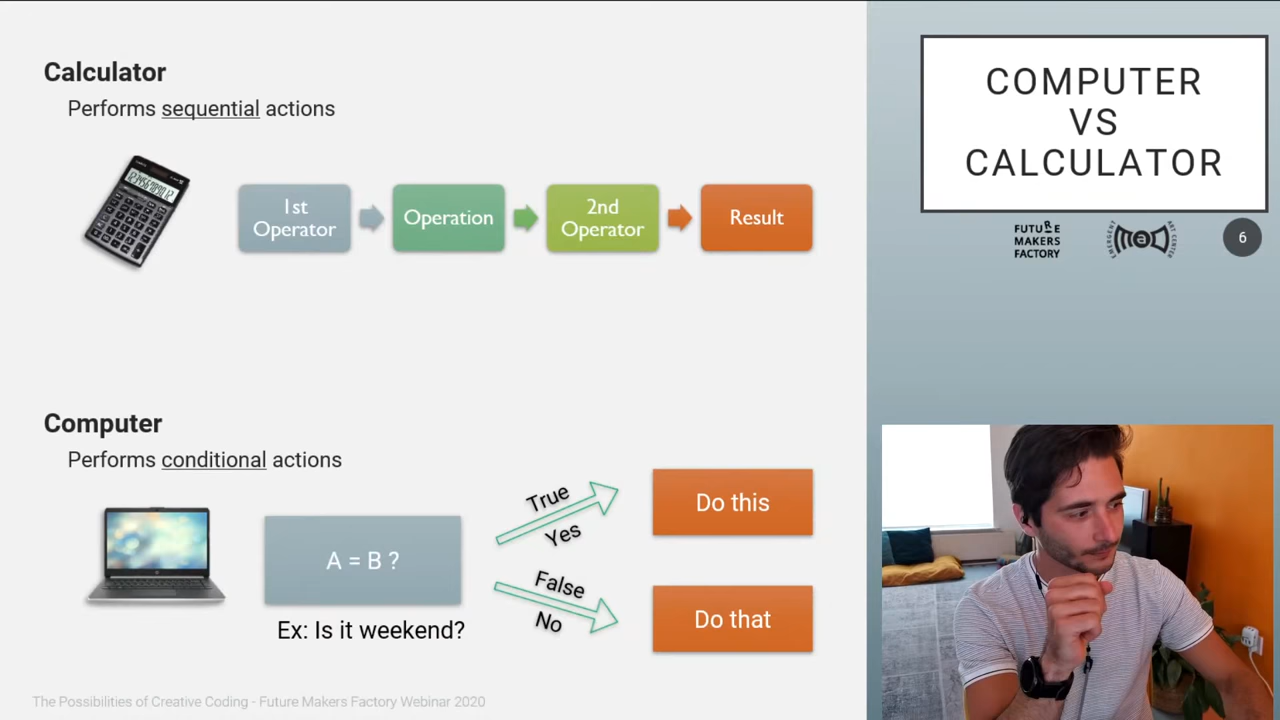 Calculator
Performs sequential actions
1st
Operator
Operation
2nd
Operator
Result
Computer
Performs conditional actions
A = B ?
Ex: Is it weekend?
True
Yes
False
No
Do this
Do that
The Possibilities of Creative Coding - Future Makers Factory Webinar 2020
COMPUTER
VS
CALCULATOR
FUTURE
MAKERS
FACTORY
6